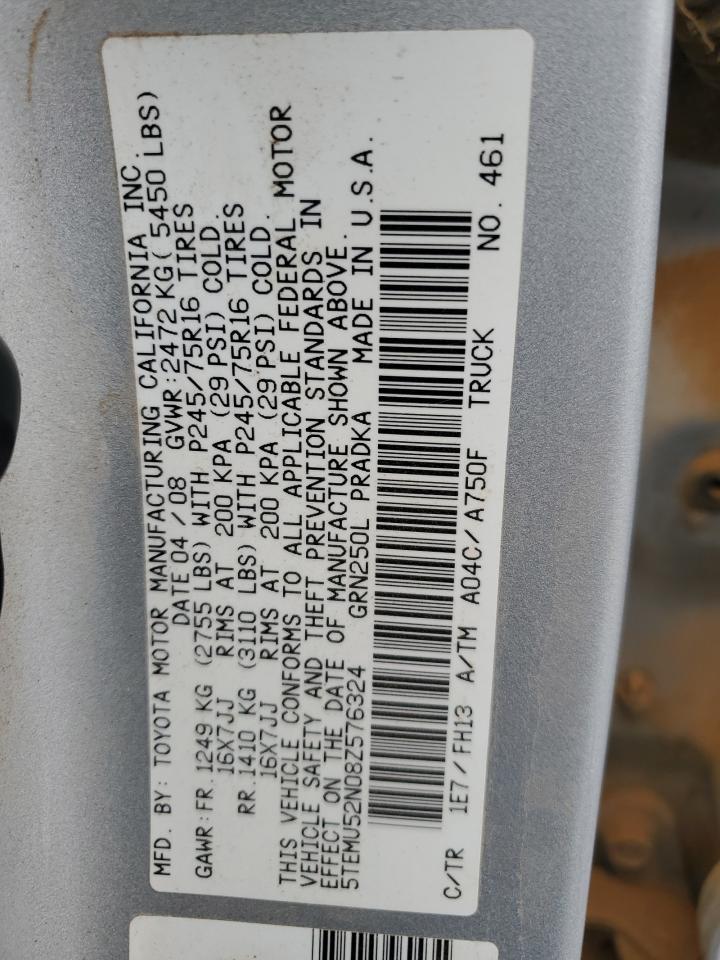 MFD. BY: TOYOTA MOTOR MANUFACTURING CALIFORNIA INC.
DATE 04 / 08 GVWR: 2472 KG( 5450 LBS)
GAWR: FR. 1249 KG (2755 LBS) WITH P245/75R16 TIRES
16X7JJ RIMS AT 200 KPA (29 PSI) COLD.
RR. 1410 KG (3110 LBS) WITH P245/75R16 TIRES
16X7JJ RIMS AT 200 KPA (29 PSI) COLD.
THIS VEHICLE CONFORMS TO ALL APPLICABLE FEDERAL MOTOR
VEHICLE SAFETY AND THEFT PREVENTION STANDARDS IN
EFFECT ON THE DATE OF MANUFACTURE SHOWN ABOVE.
5TEMU52N08Z576324 GRN250L PRADKA MADE IN U.S.A.
C/TR 1E7/FH13 A/TM A04C/A750F TRUCK NO. 461